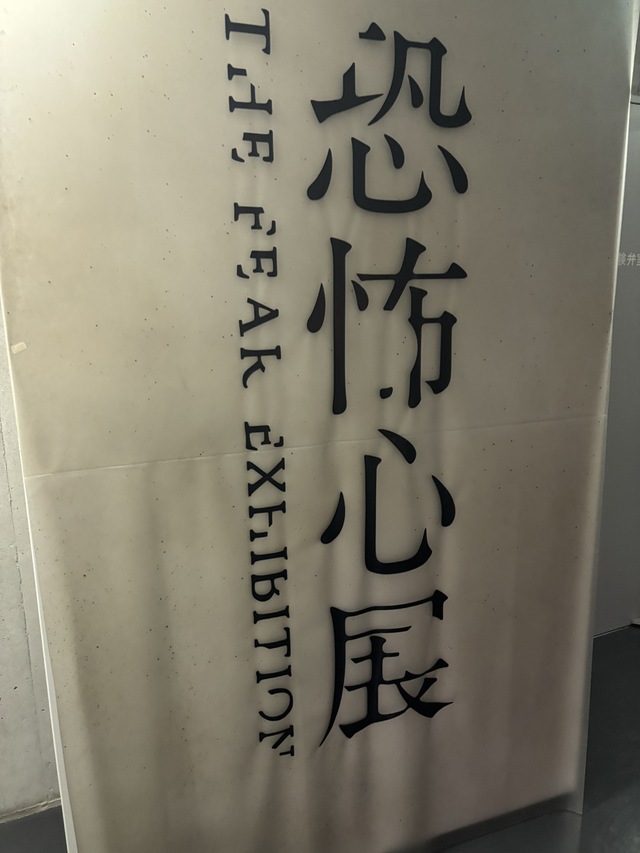 恐怖心展
THE FEAR EXHIBITION